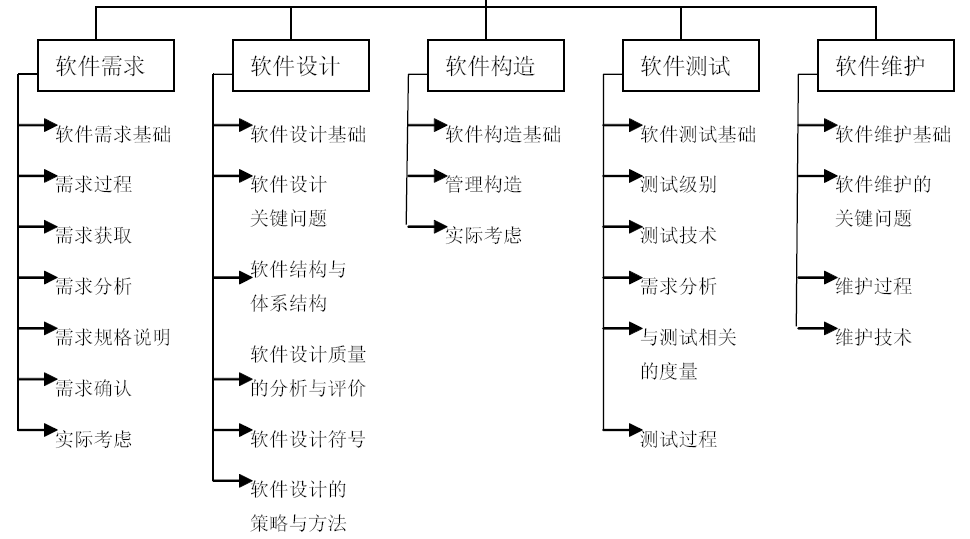 软件需求
软件需求基础
需求过程
需求获取
需求分析
需求规格说明
需求确认
实际考虑
软件设计
软件设计基础
软件设计
关键问题
软件结构与
体系结构
软件设计质量
的分析与评价
软件设计符号
软件设计的
策略与方法
软件构造
软件构造基础
管理构造
实际考虑
软件测试
软件测试基础
测试级别
测试技术
需求分析
与测试相关
的度量
测试过程
软件维护
软件维护基础
软件维护的
关键问题
维护过程
维护技术